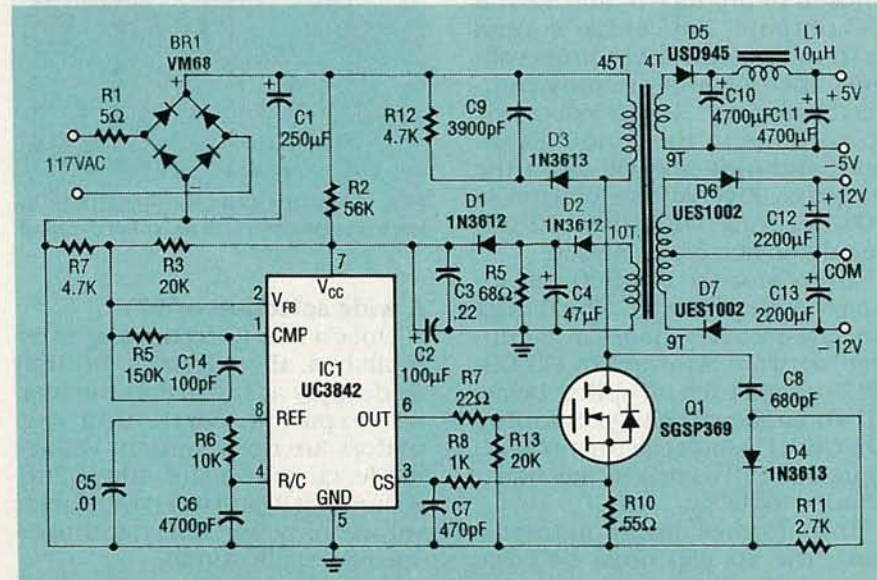 BR1
VM68
R1
5Ω
117VAC
+
−
+
C1
250µF
R12
4.7K
C9
3900pF
D3
1N3613
45T
4T
D5
USD945
L1
10µH
+
C10
4700µF
+
C11
4700µF
+5V
−5V
R2
56K
9T
D6
UES1002
+12V
+
C12
2200µF
COM
D7
UES1002
+
C13
2200µF
9T
−12V
D1
1N3612
D2
1N3612
10T
R7
4.7K
R3
20K
C3
.22
R5
68Ω
+
C4
47µF
+
C2
100µF
7
VCC
2
VFB
1
CMP
R5
150K
C14
100pF
IC1
UC3842
8
REF
OUT
6
R7
22Ω
Q1
SGSP369
C8
680pF
R6
10K
4
R/C
CS
3
R8
1K
R13
20K
D4
1N3613
C5
.01
C6
4700pF
GND
5
C7
470pF
R10
.55Ω
R11
2.7K